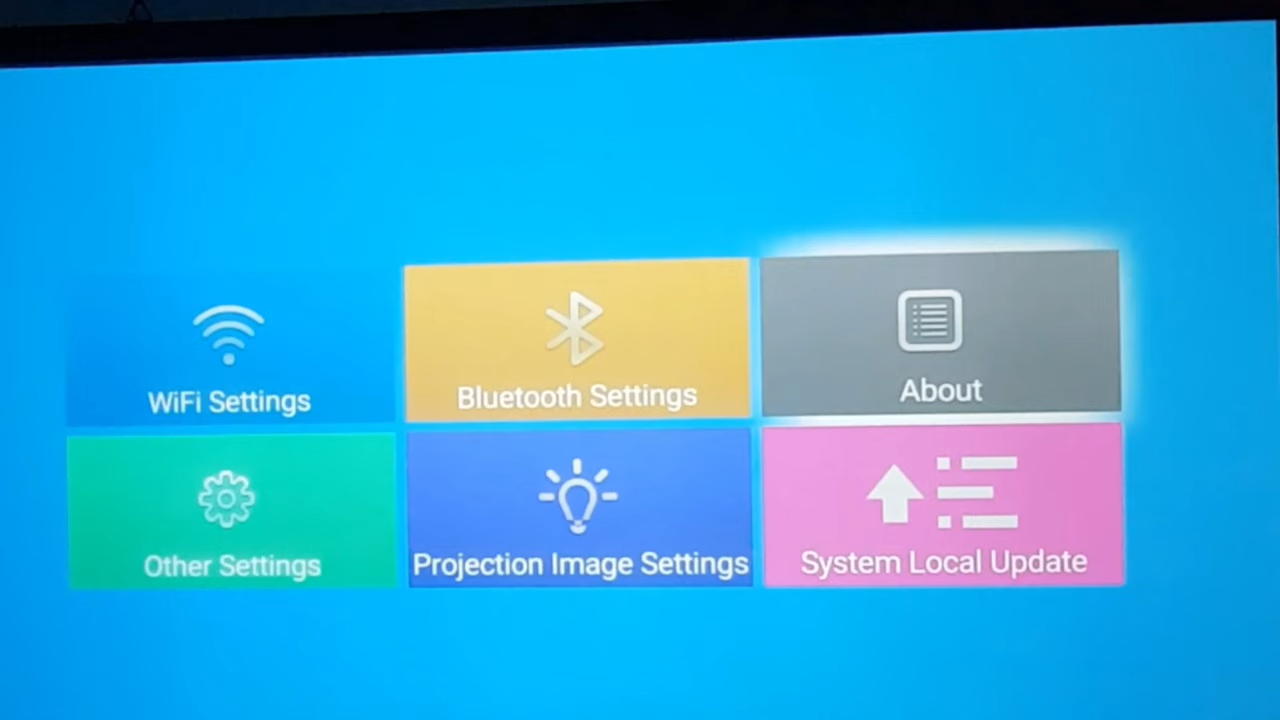 WiFi Settings
Bluetooth Settings
About
Other Settings
Projection Image Settings
System Local Update